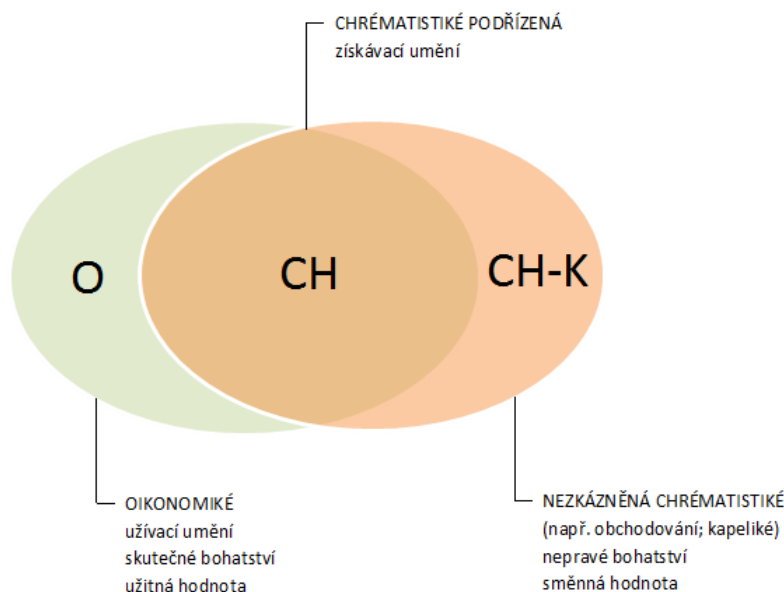 CHRÉMATISTIKÉ PODŘÍZENÁ
získávací umění
O
CH
CH-K
OIKONOMIKÉ
užívací umění
skutečné bohatství
užitná hodnota
NEZKÁZNĚNÁ CHRÉMATISTIKÉ
(např. obchodování; kapeliké)
nepravé bohatství
směnná hodnota